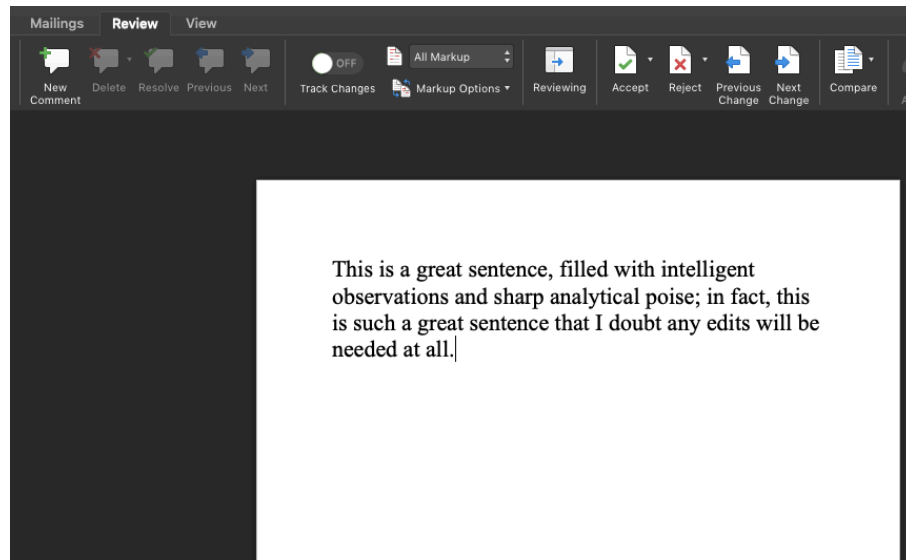 Mailings Review View
New Comment
Delete
Resolve
Previous
Next
OFF
Track Changes
All Markup
Markup Options
Reviewing
Accept
Reject
Previous Change
Next Change
Compare
This is a great sentence, filled with intelligent
observations and sharp analytical poise; in fact, this
is such a great sentence that I doubt any edits will be
needed at all.